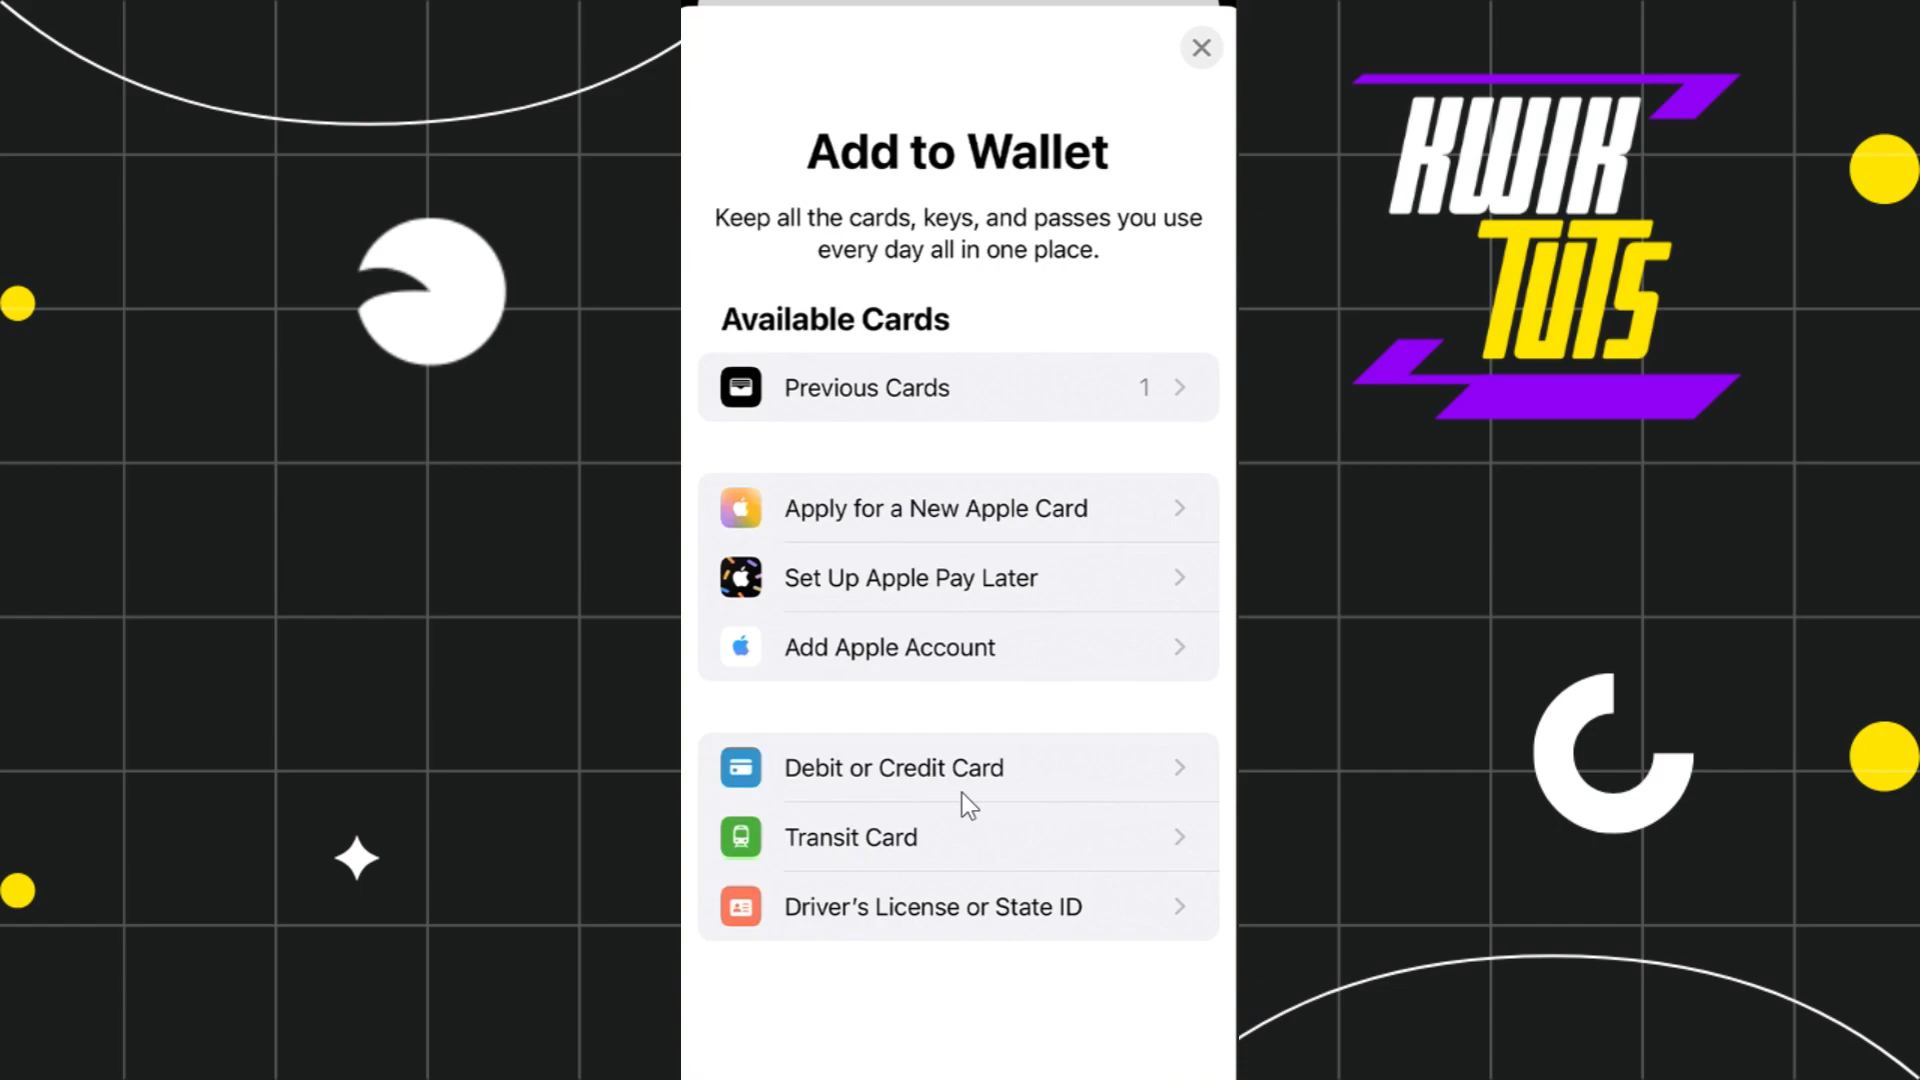 Add to Wallet
Keep all the cards, keys, and passes you use
every day all in one place.
Available Cards
Previous Cards 1
Apply for a New Apple Card
Set Up Apple Pay Later
Add Apple Account
Debit or Credit Card
Transit Card
Driver’s License or State ID
KWIK
TUTS